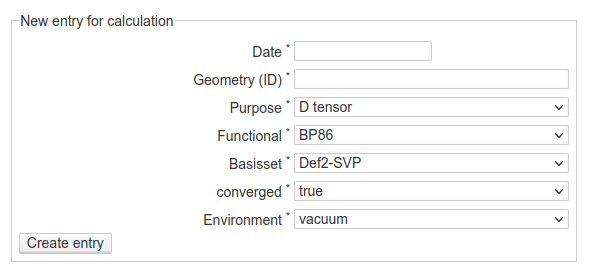 New entry for calculation
Date *
Geometry (ID) *
Purpose * D tensor
Functional * BP86
Basisset * Def2-SVP
converged * true
Environment * vacuum
Create entry